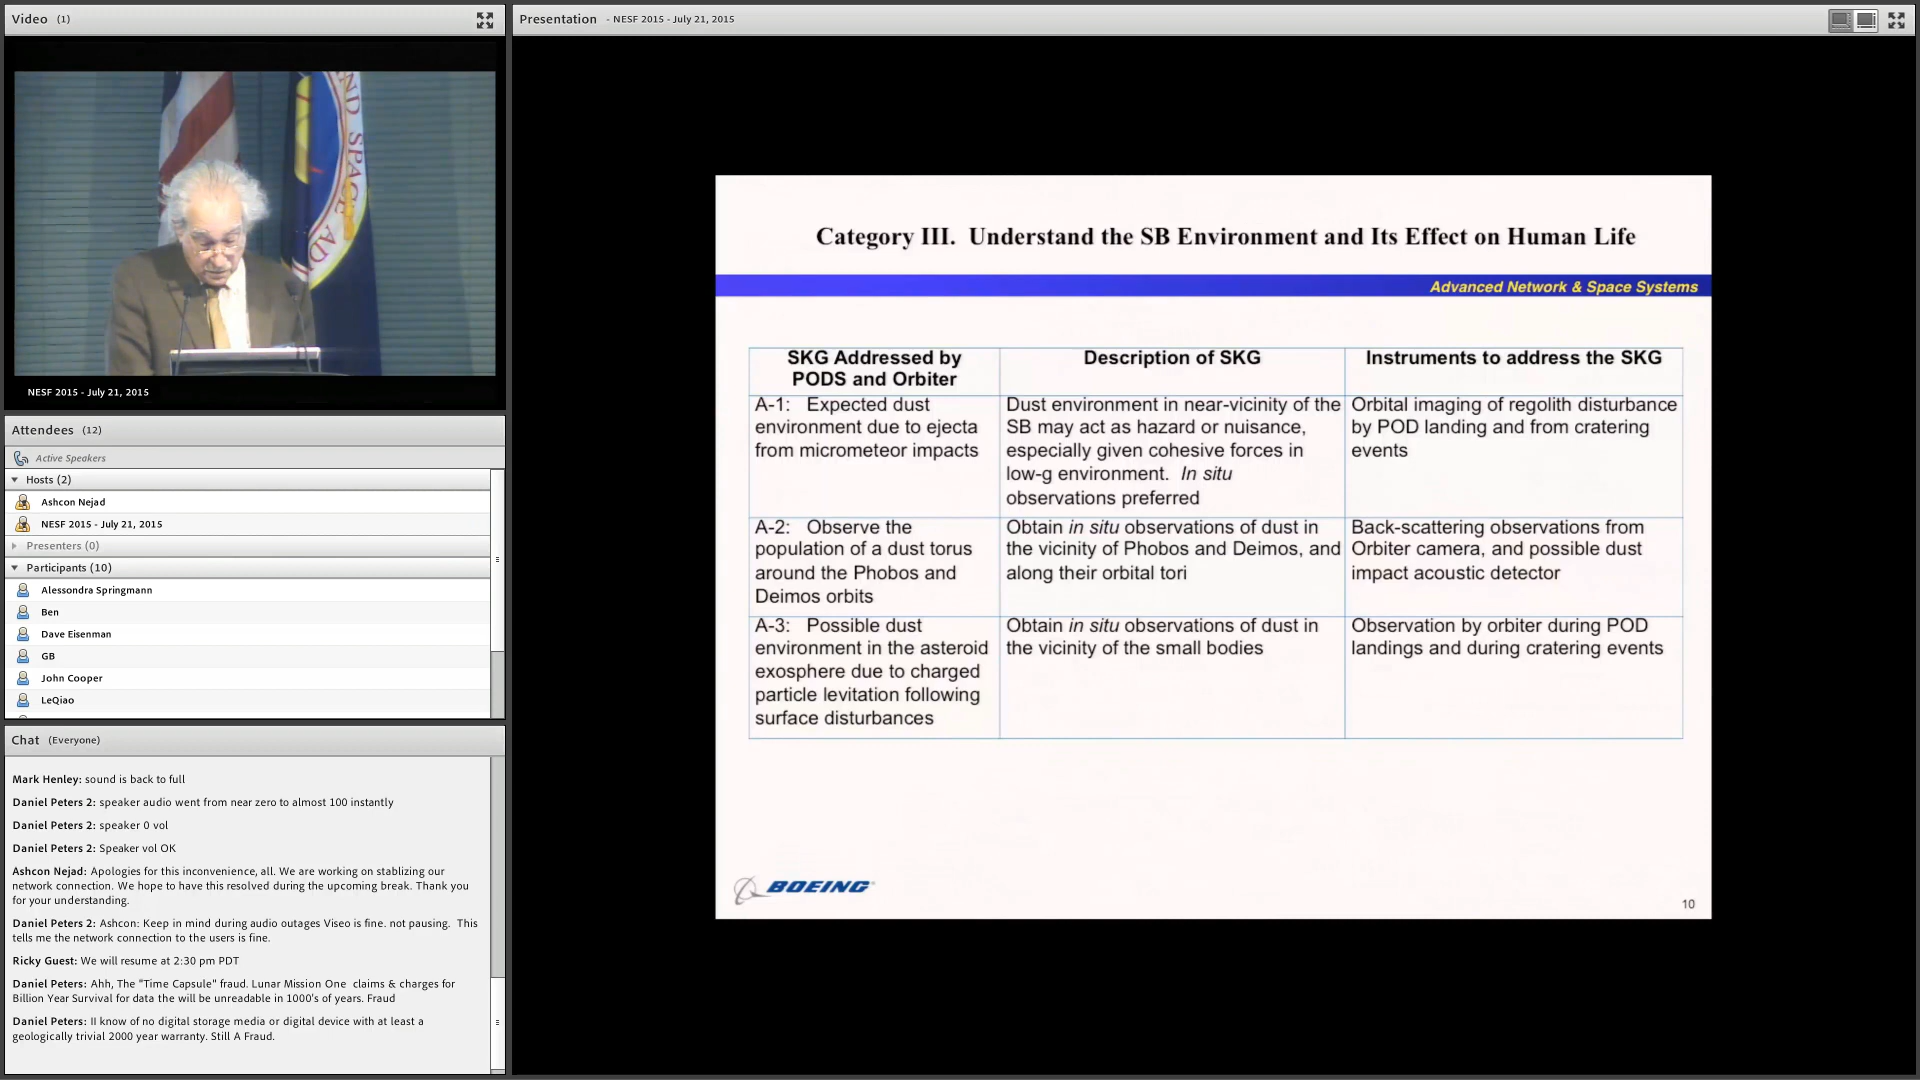 Video (1)
AND SPACE AD
NESF 2015 - July 21, 2015
Attendees (12)
Active Speakers
Hosts (2)
Ashcon Nejad
NESF 2015 - July 21, 2015
Presenters (0)
Participants (10)
Alessondra Springmann
Ben
Dave Eisenman
GB
John Cooper
LeQiao
Chat (Everyone)
Mark Henley: sound is back to full
Daniel Peters 2: speaker audio went from near zero to almost 100 instantly
Daniel Peters 2: speaker 0 vol
Daniel Peters 2: Speaker vol OK
Ashcon Nejad: Apologies for this inconvenience, all. We are working on stablizing our
network connection. We hope to have this resolved during the upcoming break. Thank you
for your understanding.
Daniel Peters 2: Ashcon: Keep in mind during audio outages Viseo is fine. not pausing.  This
tells me the network connection to the users is fine.
Ricky Guest: We will resume at 2:30 pm PDT
Daniel Peters: Ahh, The "Time Capsule" fraud. Lunar Mission One  claims & charges for
Billion Year Survival for data the will be unreadable in 1000's of years. Fraud
Daniel Peters: II know of no digital storage media or digital device with at least a
geologically trivial 2000 year warranty. Still A Fraud.
Presentation - NESF 2015 - July 21, 2015
Category III.  Understand the SB Environment and Its Effect on Human Life
Advanced Network & Space Systems
SKG Addressed by
PODS and Orbiter
Description of SKG
Instruments to address the SKG
A-1:   Expected dust
environment due to ejecta
from micrometeor impacts
Dust environment in near-vicinity of the
SB may act as hazard or nuisance,
especially given cohesive forces in
low-g environment.  In situ
observations preferred
Orbital imaging of regolith disturbance
by POD landing and from cratering
events
A-2:   Observe the
population of a dust torus
around the Phobos and
Deimos orbits
Obtain in situ observations of dust in
the vicinity of Phobos and Deimos, and
along their orbital tori
Back-scattering observations from
Orbiter camera, and possible dust
impact acoustic detector
A-3:   Possible dust
environment in the asteroid
exosphere due to charged
particle levitation following
surface disturbances
Obtain in situ observations of dust in
the vicinity of the small bodies
Observation by orbiter during POD
landings and during cratering events
BOEING
10